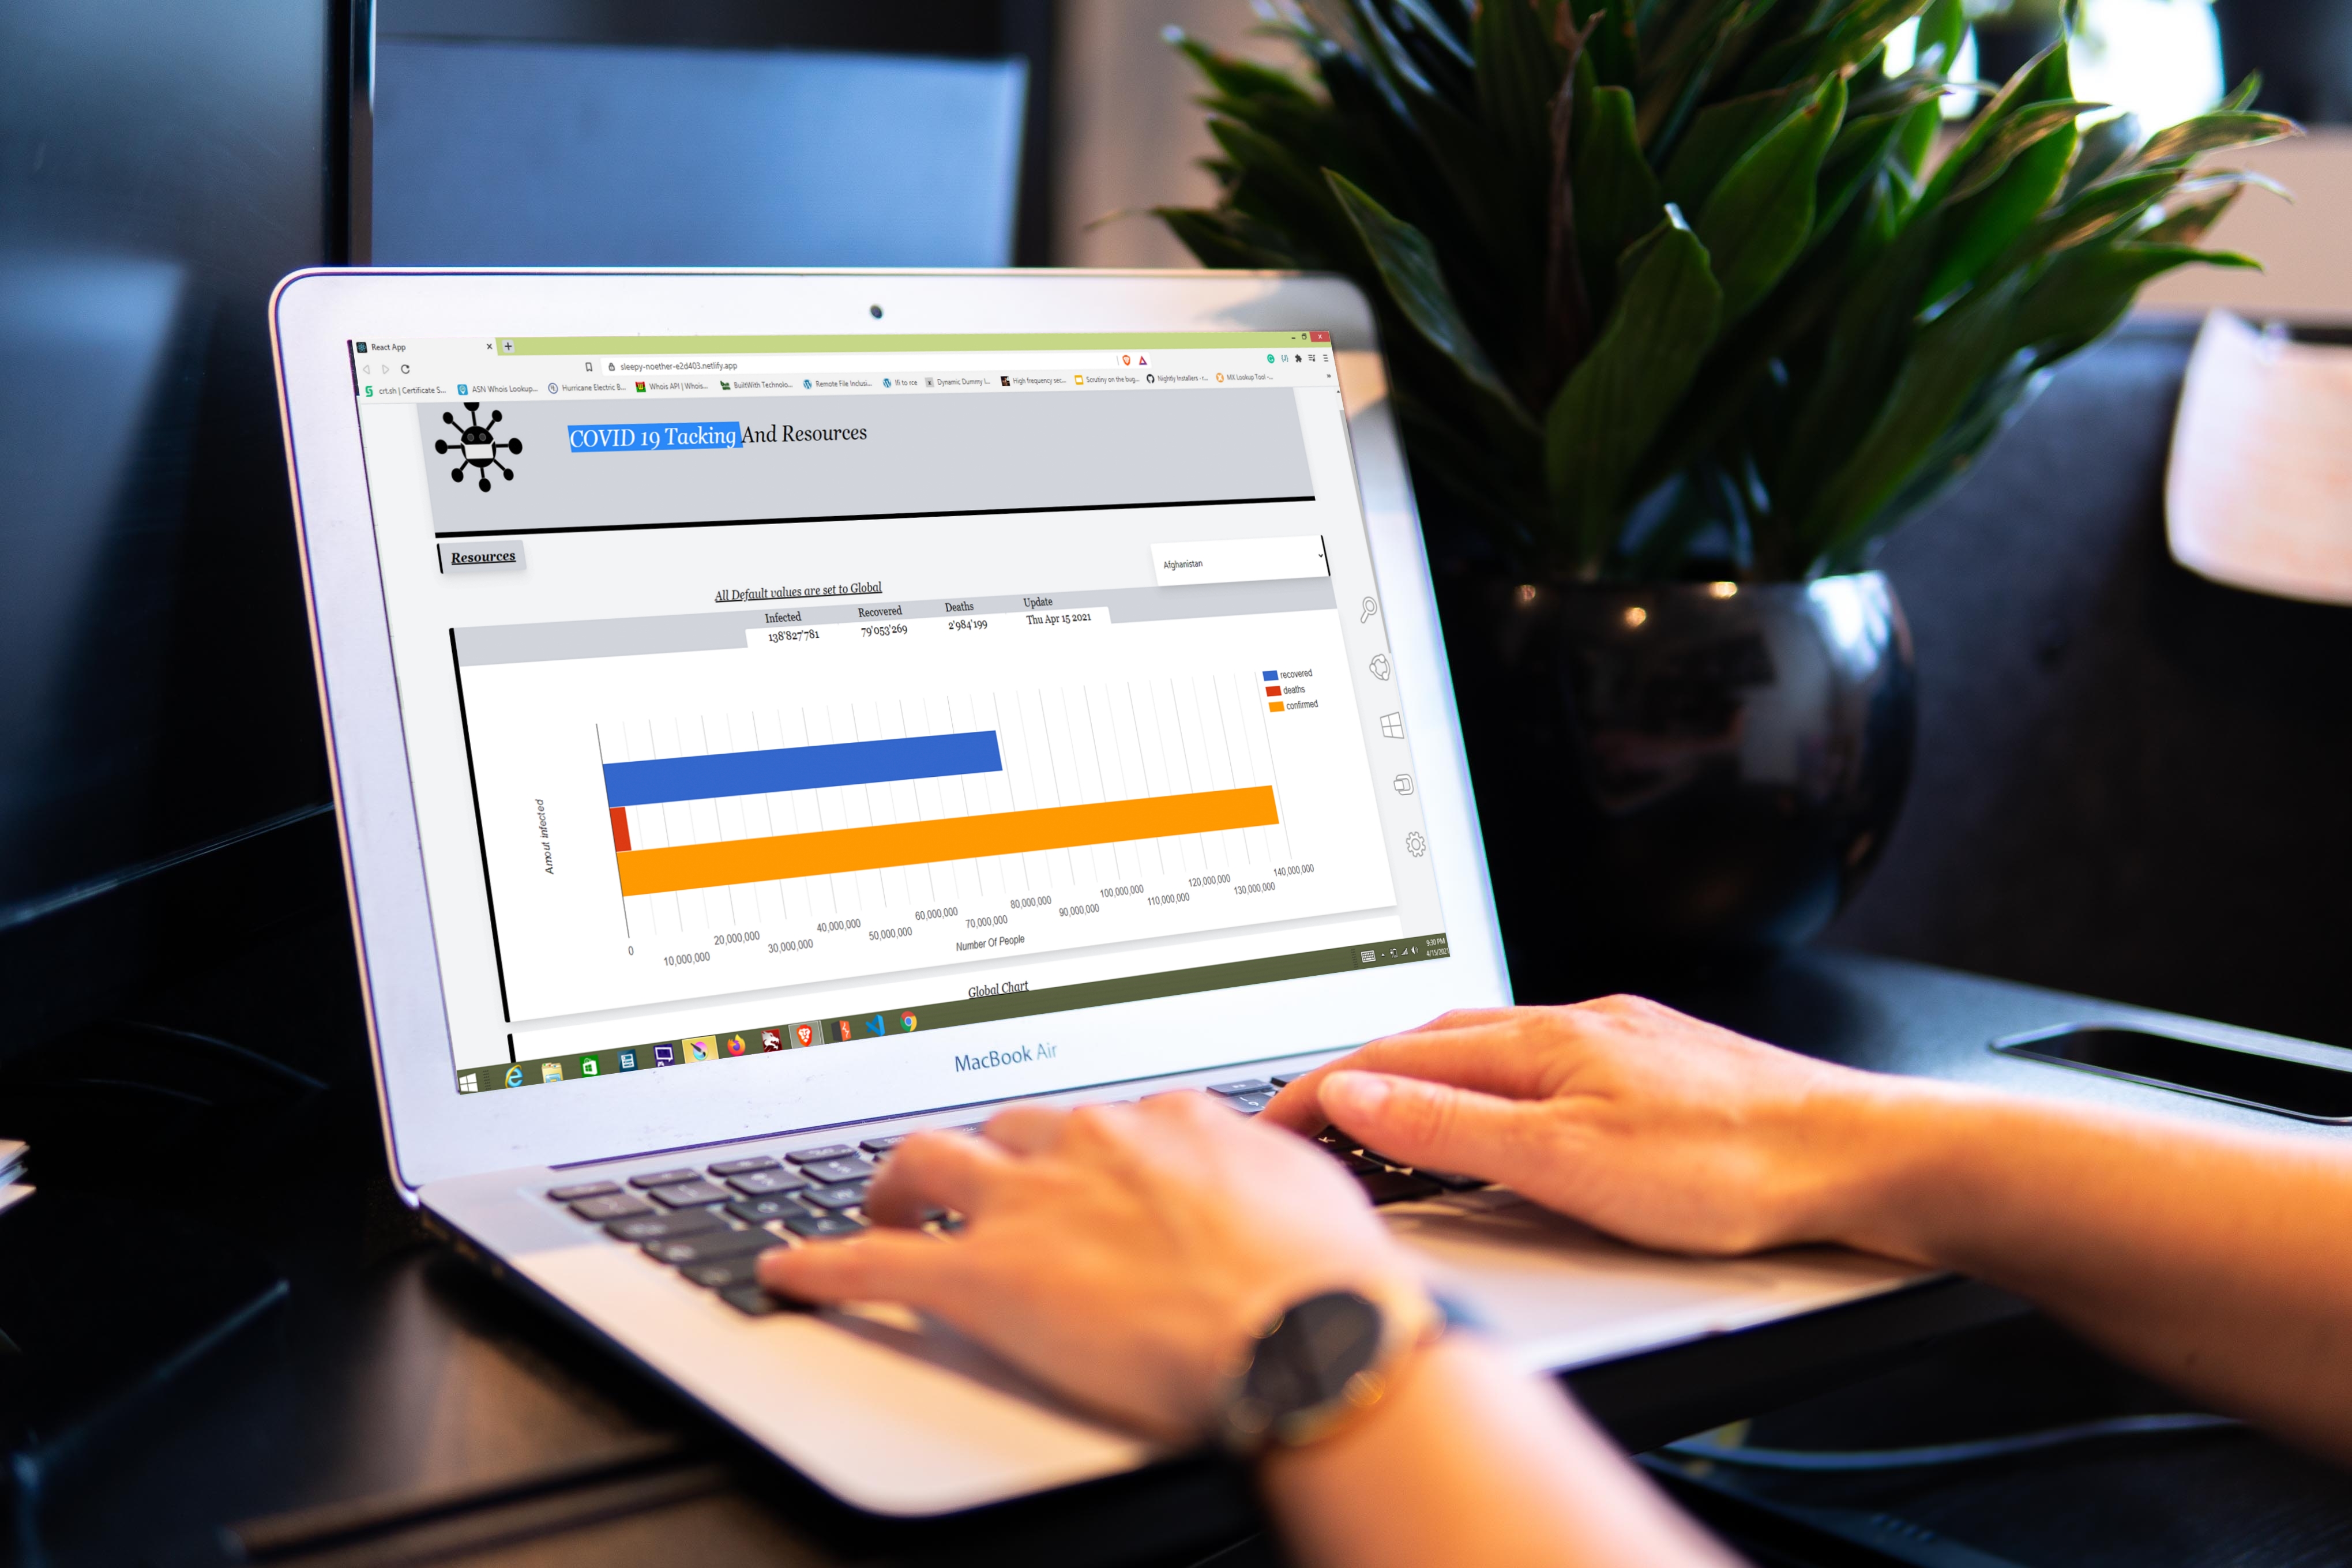 React App
sleepy-noether-e2d403.netlify.app
crt.sh | Certificate S...
ASN Whois Lookup...
Hurricane Electric B...
Whois API | Whois...
BuiltWith Technolo...
Remote File Inclusi...
lfi to rce
Dynamic Dummy I...
High frequency sec...
Scrutiny on the bug...
Nightly Installers - r...
MX Lookup Tool -...
COVID 19 Tacking And Resources
Resources
Afghanistan
All Default values are set to Global
Infected Recovered Deaths Update
138'827'781 79'053'269 2'984'199 Thu Apr 15 2021
recovered
deaths
confirmed
Amout infected
0 10,000,000 20,000,000 30,000,000 40,000,000 50,000,000 60,000,000 70,000,000 80,000,000 90,000,000 100,000,000 110,000,000 120,000,000 130,000,000 140,000,000
Number Of People
Global Chart
9:30 PM
4/15/2021
MacBook Air